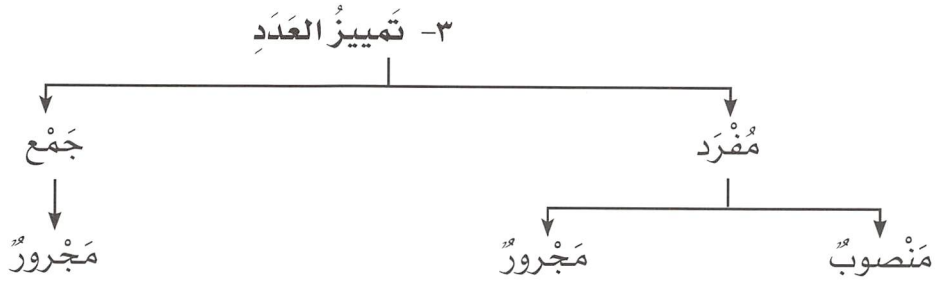 ٣- تَمييزُ العَدَدِ
مُفْرَد جَمْع
مَنْصوبٌ مَجْرورٌ مَجْرورٌ